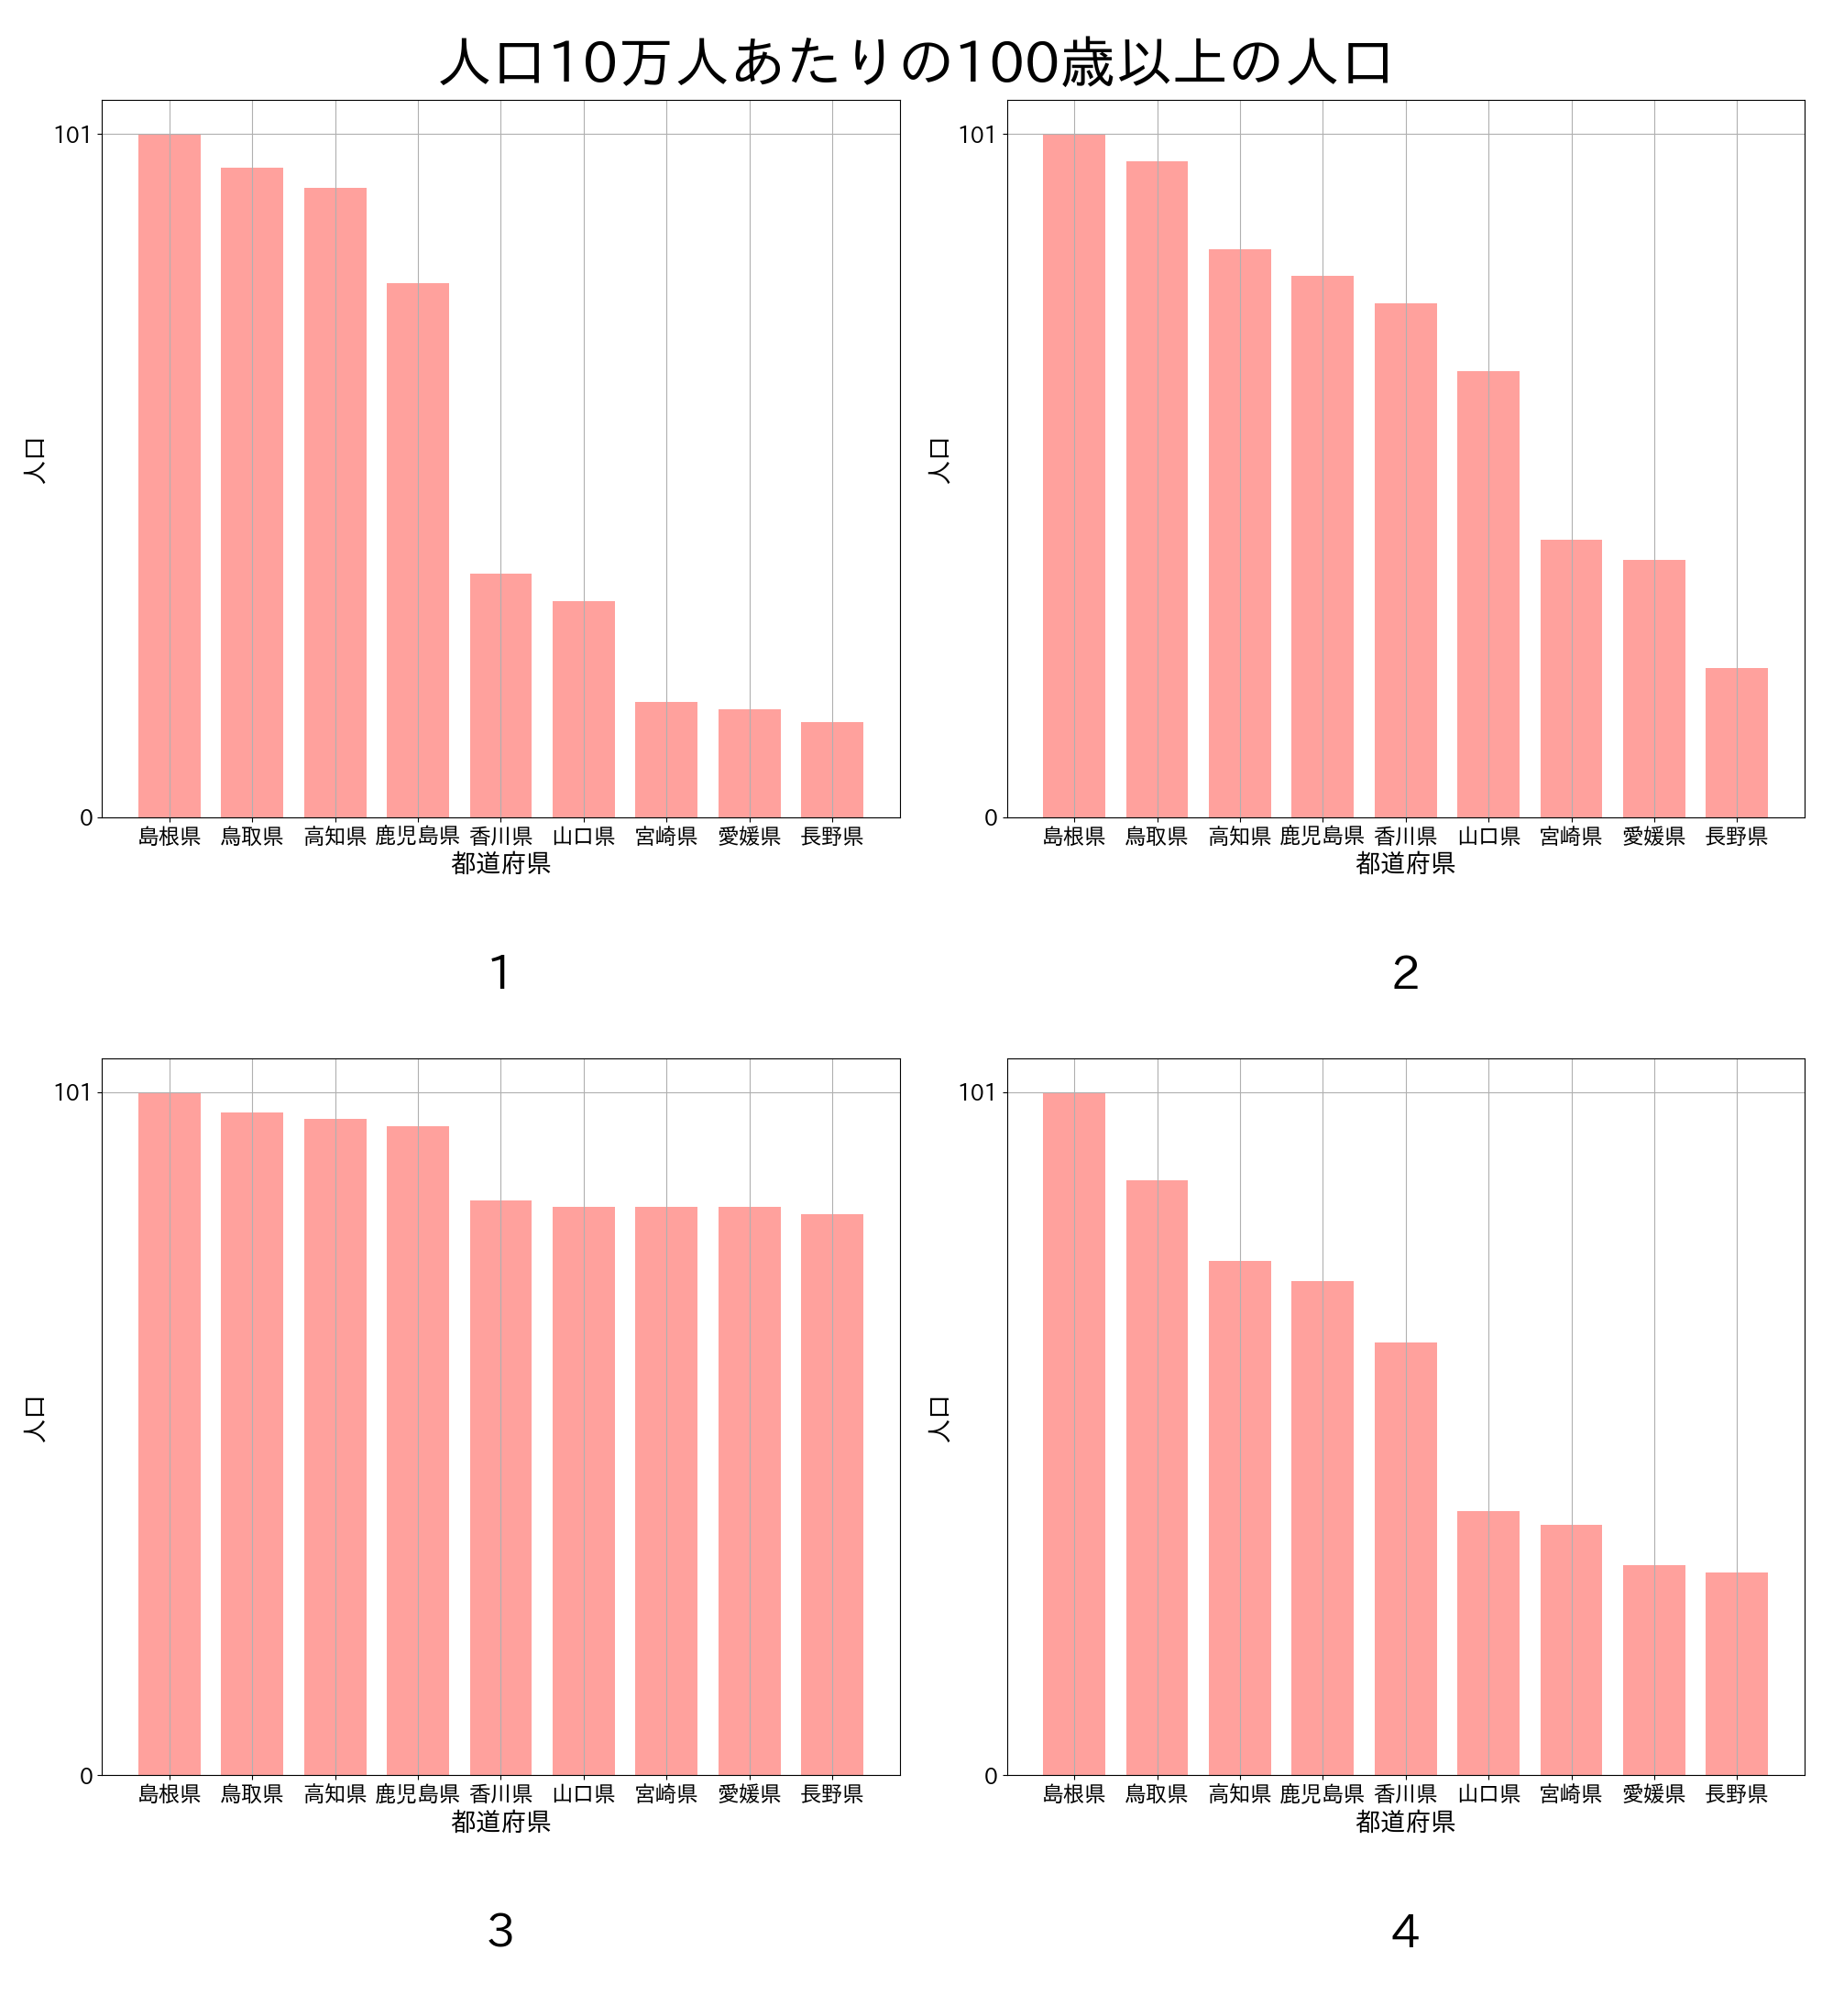 人口10万人あたりの100歳以上の人口
101
0
人口
島根県 鳥取県 高知県 鹿児島県 香川県 山口県 宮崎県 愛媛県 長野県
都道府県
1
101
0
人口
島根県 鳥取県 高知県 鹿児島県 香川県 山口県 宮崎県 愛媛県 長野県
都道府県
2
101
0
人口
島根県 鳥取県 高知県 鹿児島県 香川県 山口県 宮崎県 愛媛県 長野県
都道府県
3
101
0
人口
島根県 鳥取県 高知県 鹿児島県 香川県 山口県 宮崎県 愛媛県 長野県
都道府県
4